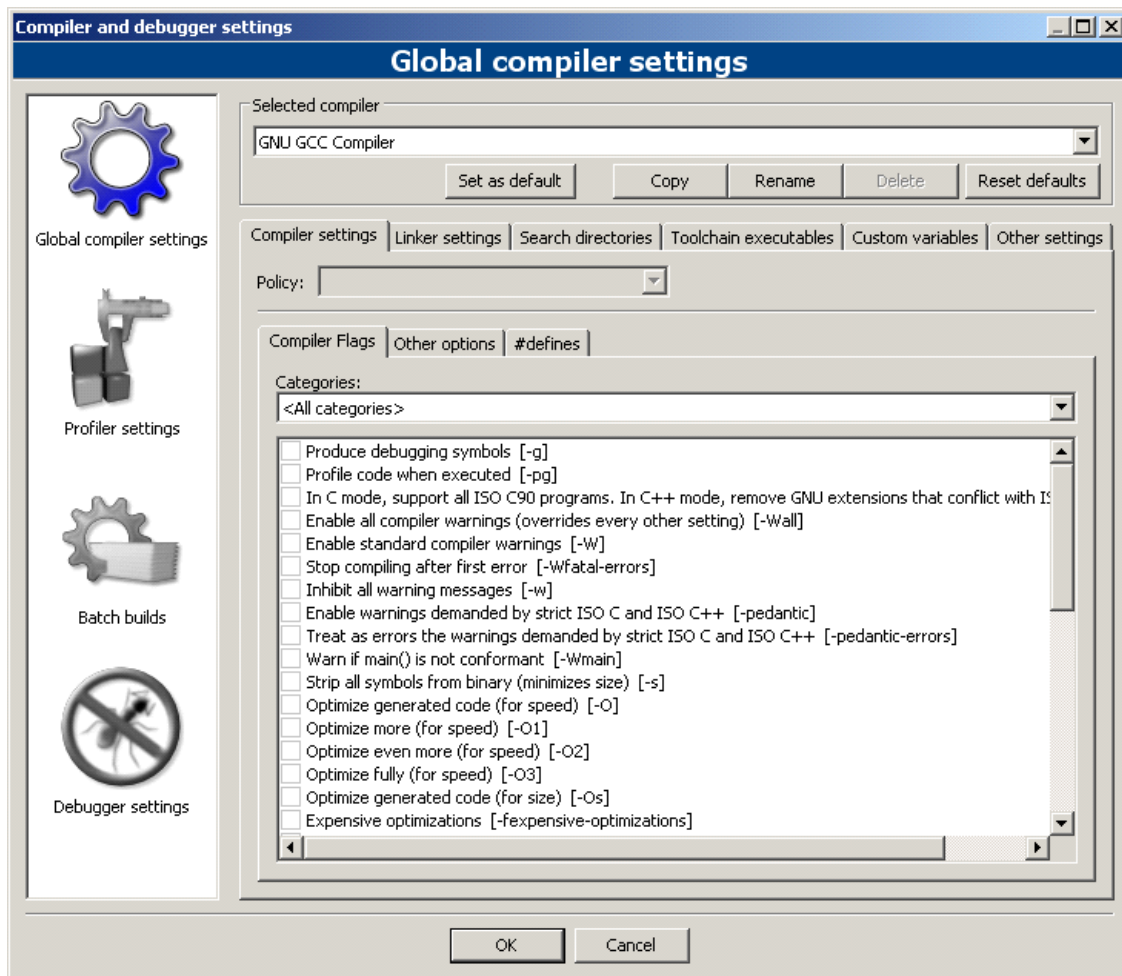 Compiler and debugger settings
Global compiler settings
Global compiler settings
Profiler settings
Batch builds
Debugger settings
Selected compiler
GNU GCC Compiler
Set as default
Copy
Rename
Delete
Reset defaults
Compiler settings
Linker settings
Search directories
Toolchain executables
Custom variables
Other settings
Policy:
Compiler Flags
Other options
#defines
Categories:
<All categories>
Produce debugging symbols [-g]
Profile code when executed [-pg]
In C mode, support all ISO C90 programs. In C++ mode, remove GNU extensions that conflict with
Enable all compiler warnings (overrides every other setting) [-Wall]
Enable standard compiler warnings [-W]
Stop compiling after first error [-Wfatal-errors]
Inhibit all warning messages [-w]
Enable warnings demanded by strict ISO C and ISO C++ [-pedantic]
Treat as errors the warnings demanded by strict ISO C and ISO C++ [-pedantic-errors]
Warn if main() is not conformant [-Wmain]
Strip all symbols from binary (minimizes size) [-s]
Optimize generated code (for speed) [-O]
Optimize more (for speed) [-O1]
Optimize even more (for speed) [-O2]
Optimize fully (for speed) [-O3]
Optimize generated code (for size) [-Os]
Expensive optimizations [-fexpensive-optimizations]
OK
Cancel